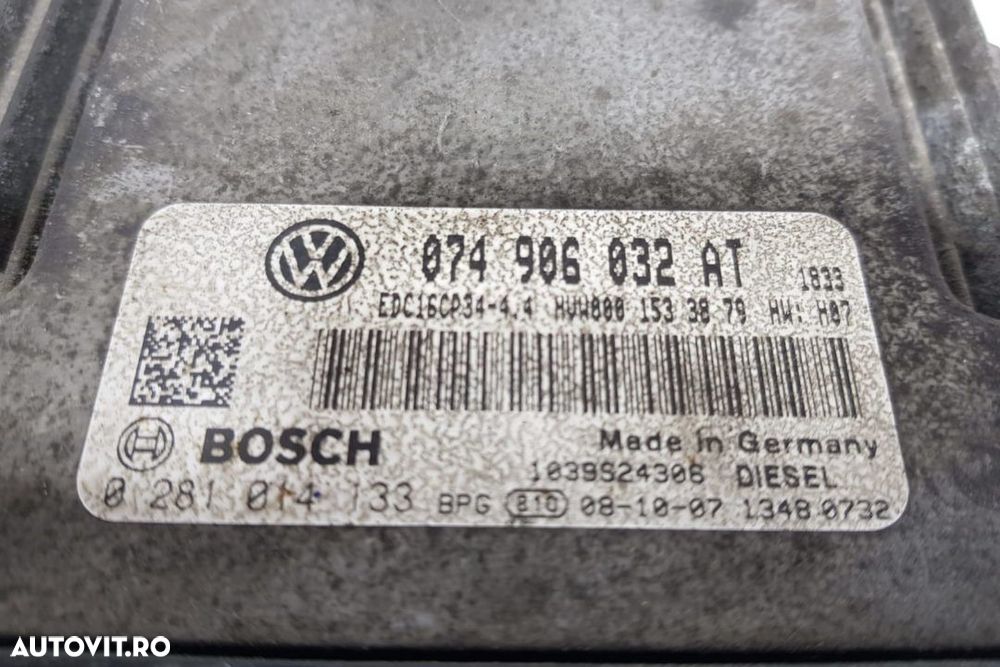 074 906 032 AT 1833
EDC16CP34-4.4 HVW800 153 38 79 HW: H07
BOSCH
Made in Germany
1039S24306 DIESEL
0 281 014 133 BPG 81C 08-10-07 1348 0732
AUTOVIT.RO